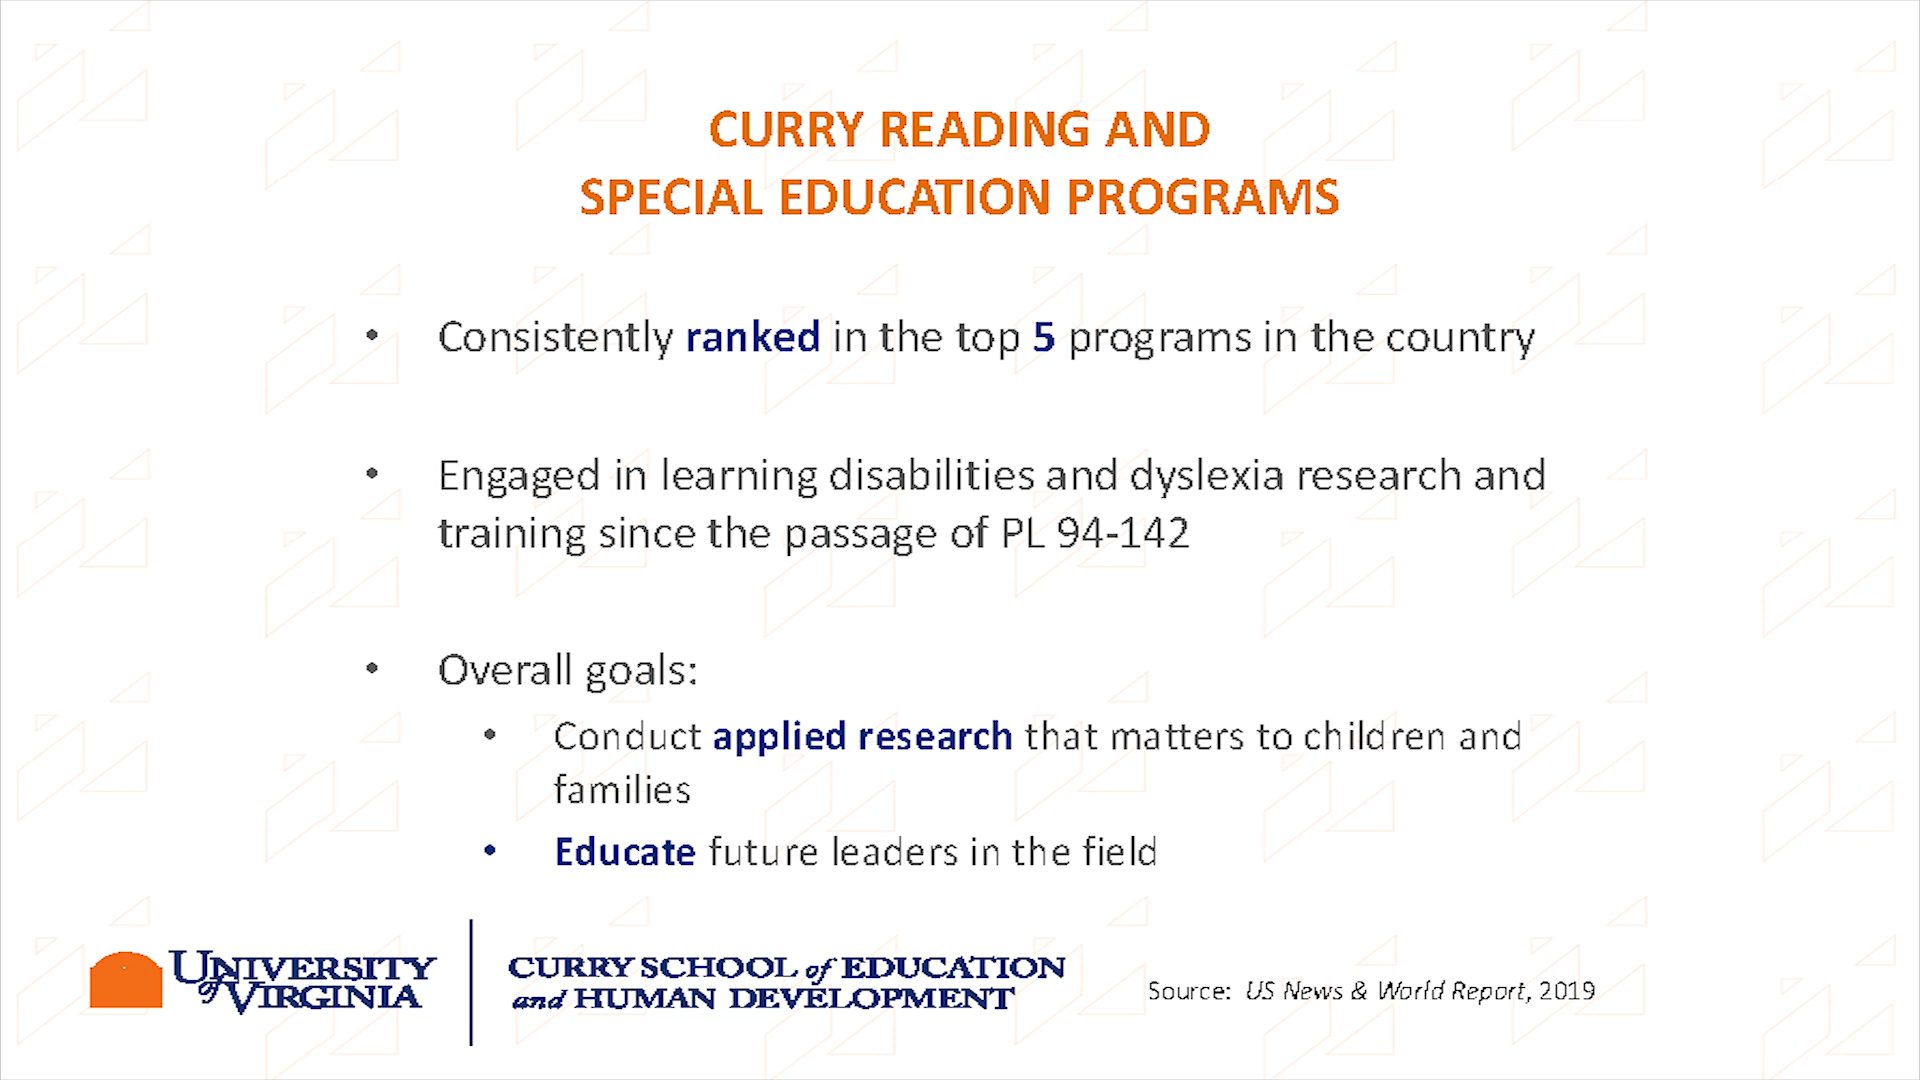 CURRY READING AND
SPECIAL EDUCATION PROGRAMS
• Consistently ranked in the top 5 programs in the country
• Engaged in learning disabilities and dyslexia research and
training since the passage of PL 94-142
• Overall goals:
• Conduct applied research that matters to children and
families
• Educate future leaders in the field
UNIVERSITY
of VIRGINIA
CURRY SCHOOL of EDUCATION
and HUMAN DEVELOPMENT
Source: US News & World Report, 2019